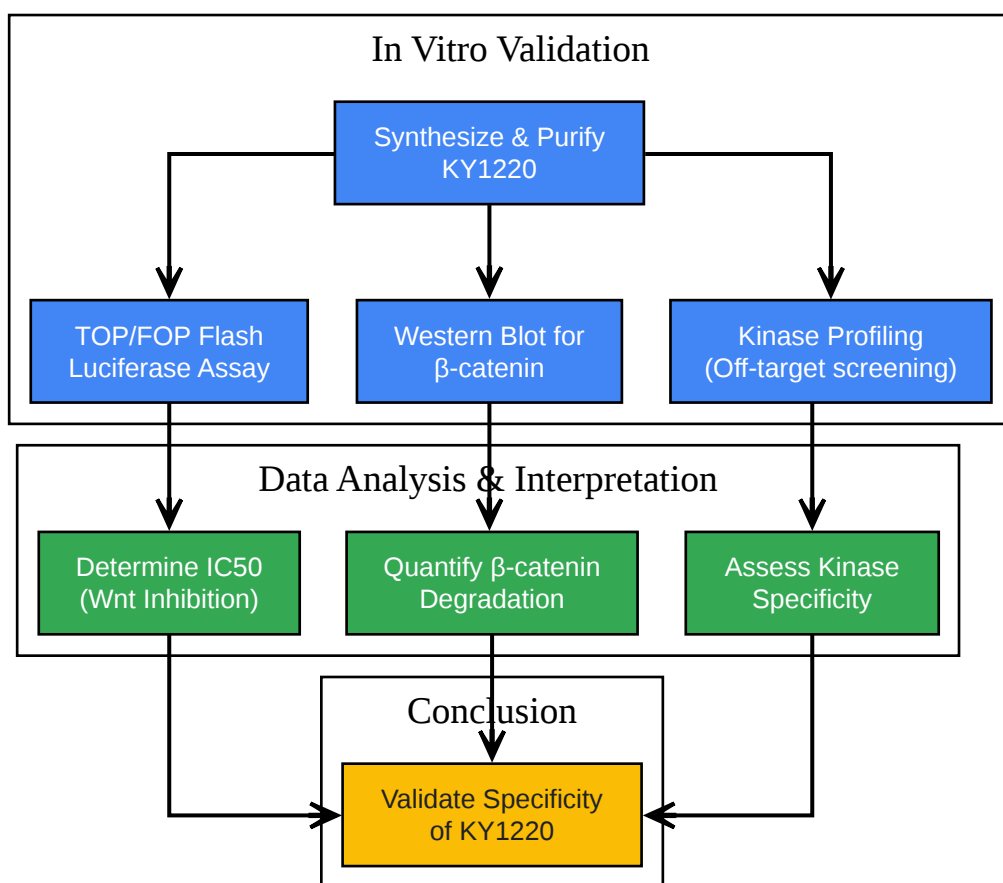 In Vitro Validation
Synthesize & Purify
KY1220
TOP/FOP Flash
Luciferase Assay
Western Blot for
β-catenin
Kinase Profiling
(Off-target screening)
Data Analysis & Interpretation
Determine IC50
(Wnt Inhibition)
Quantify β-catenin
Degradation
Assess Kinase
Specificity
Conclusion
Validate Specificity
of KY1220